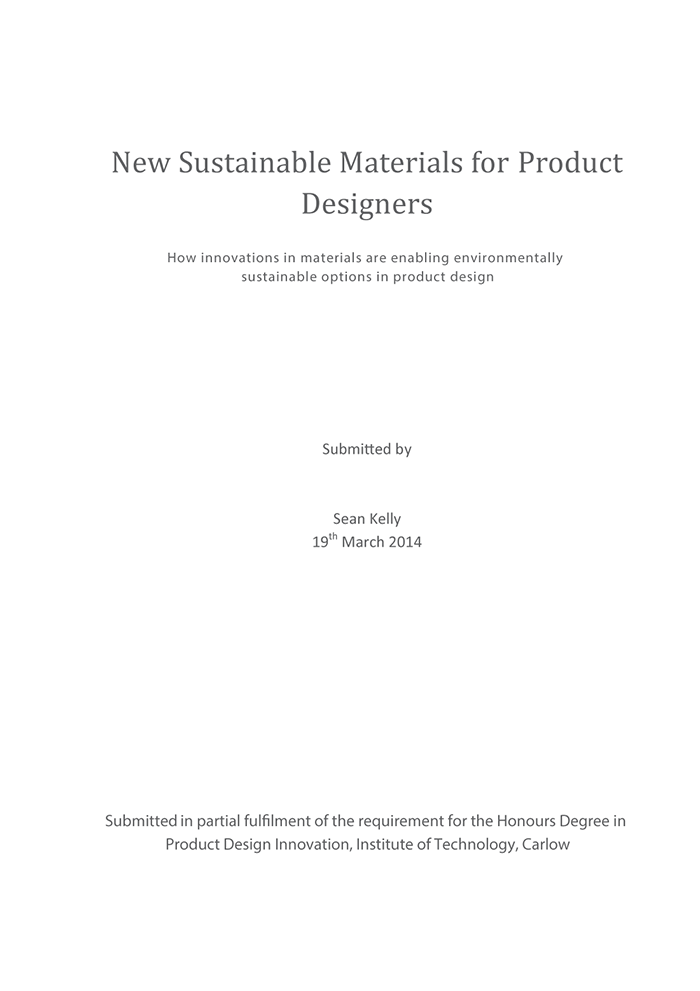 New Sustainable Materials for Product
Designers
How innovations in materials are enabling environmentally
sustainable options in product design
Submitted by
Sean Kelly
19th March 2014
Submitted in partial fulfilment of the requirement for the Honours Degree in
Product Design Innovation, Institute of Technology, Carlow